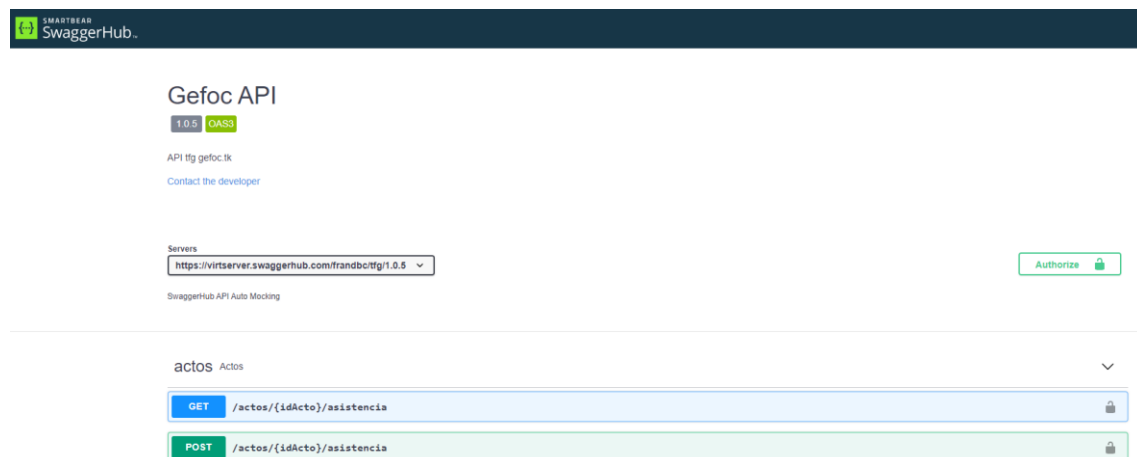 SMARTBEAR
SwaggerHub™
Gefoc API
1.0.5 OAS3
API tfg gefoc.tk
Contact the developer
Servers
https://virtserver.swaggerhub.com/frandbc/tfg/1.0.5
Authorize
SwaggerHub API Auto Mocking
actos Actos
GET /actos/{idActo}/asistencia
POST /actos/{idActo}/asistencia